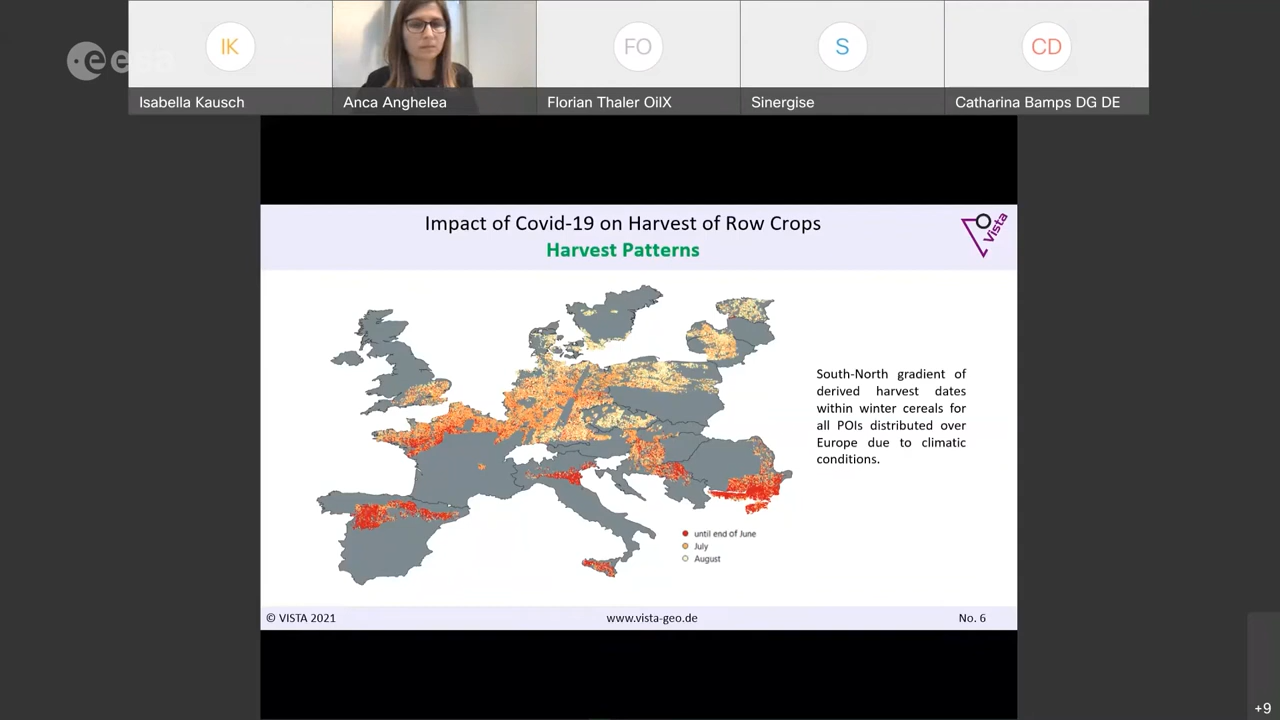 esa
IK
FO
S
CD
Isabella Kausch
Anca Anghelea
Florian Thaler OilX
Sinergise
Catharina Bamps DG DE
Impact of Covid-19 on Harvest of Row Crops
Harvest Patterns
Vista
South-North gradient of
derived harvest dates
within winter cereals for
all POIs distributed over
Europe due to climatic
conditions.
until end of June
July
August
© VISTA 2021
www.vista-geo.de
No. 6
+9